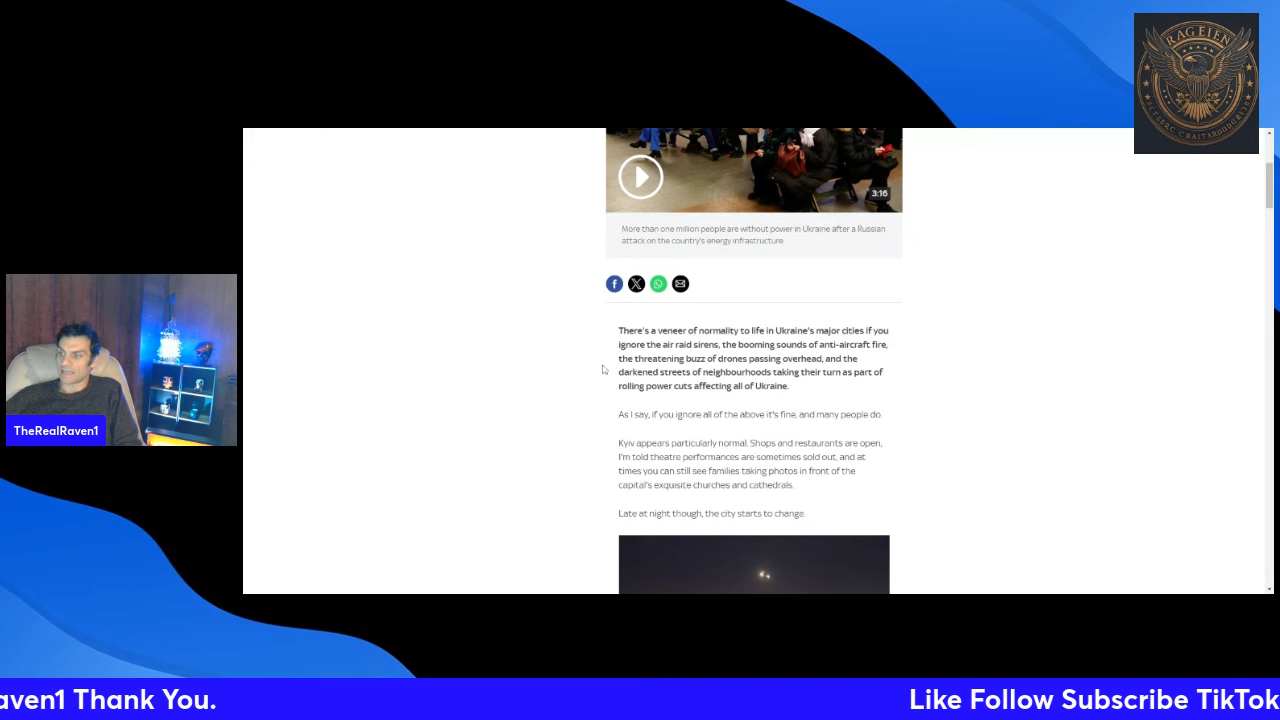 RAGEIEN
3:16
More than one million people are without power in Ukraine after a Russian
attack on the country's energy infrastructure.
There's a veneer of normality to life in Ukraine's major cities if you
ignore the air raid sirens, the booming sounds of anti-aircraft fire,
the threatening buzz of drones passing overhead, and the
darkened streets of neighbourhoods taking their turn as part of
rolling power cuts affecting all of Ukraine.
As I say, if you ignore all of the above it's fine, and many people do.
Kyiv appears particularly normal. Shops and restaurants are open,
I'm told theatre performances are sometimes sold out, and at
times you can still see families taking photos in front of the
capital's exquisite churches and cathedrals.
Late at night though, the city starts to change.
TheRealRaven1
aven1 Thank You.
Like Follow Subscribe TikTok